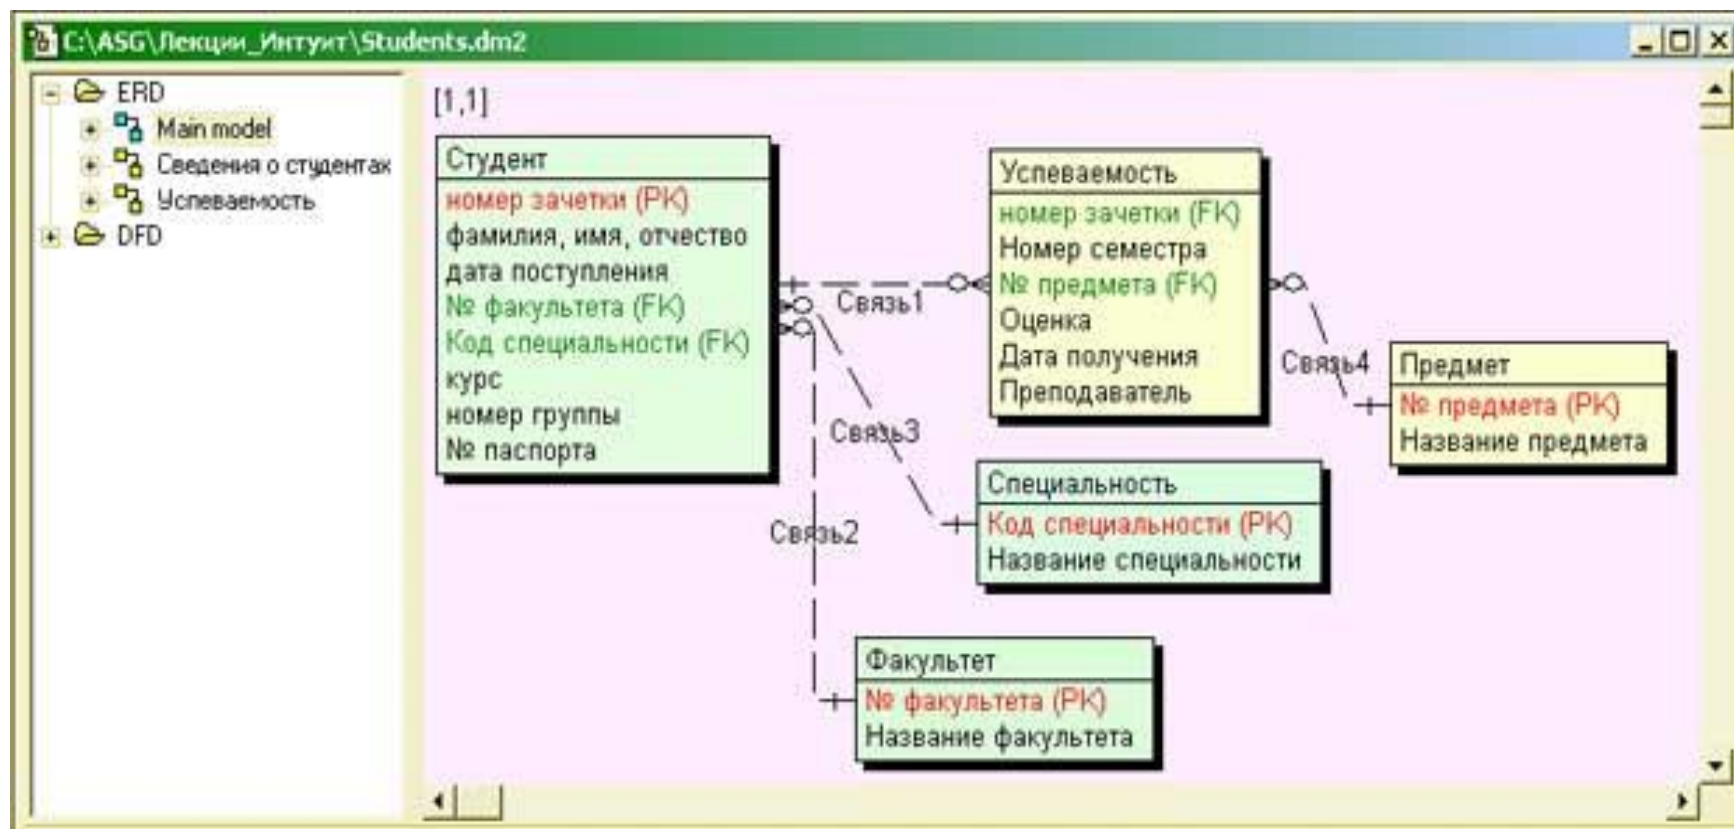 C:\ASG\Лекции_Интуит\Students.dm2
ERD
Main model
Сведения о студентах
Успеваемость
DFD
[1,1]
Студент
номер зачетки (PK)
фамилия, имя, отчество
дата поступления
№ факультета (FK)
Код специальности (FK)
курс
номер группы
№ паспорта
Связь1
Успеваемость
номер зачетки (FK)
Номер семестра
№ предмета (FK)
Оценка
Дата получения
Преподаватель
Связь4
Предмет
№ предмета (PK)
Название предмета
Связь3
Специальность
Код специальности (PK)
Название специальности
Связь2
Факультет
№ факультета (PK)
Название факультета